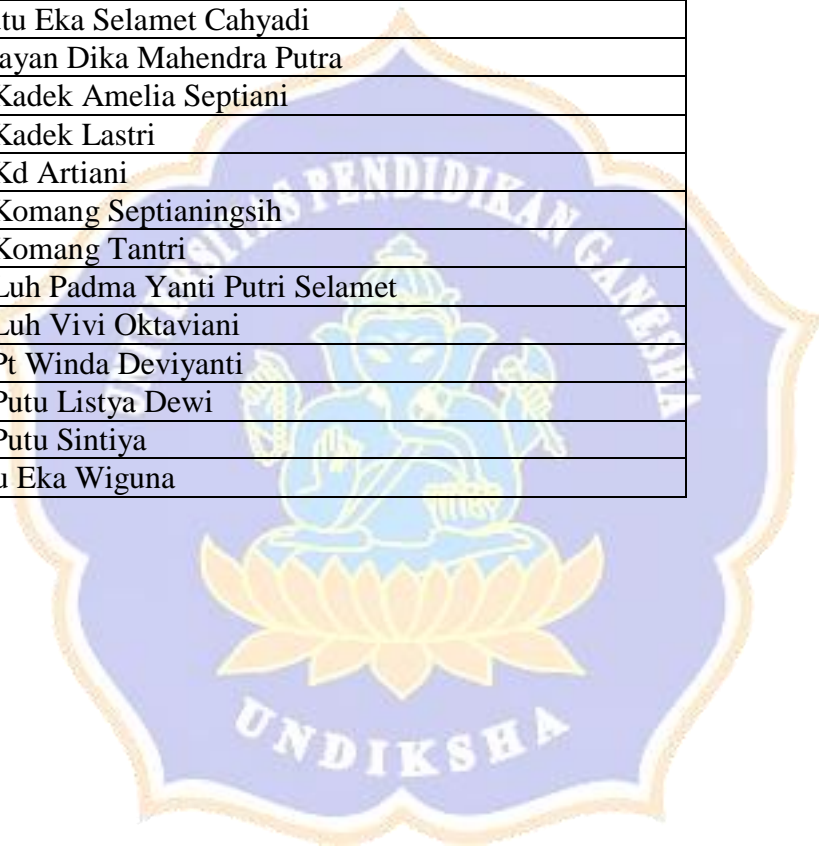 tu Eka Selamet Cahyadi
ayan Dika Mahendra Putra
Kadek Amelia Septiani
Kadek Lastri
Kd Artiani
Komang Septianingsih
Komang Tantri
Luh Padma Yanti Putri Selamet
Luh Vivi Oktaviani
Pt Winda Deviyanti
Putu Listya Dewi
Putu Sintiya
u Eka Wiguna
UNIVERSITAS PENDIDIKAN GANESHA
UNDIKSHA